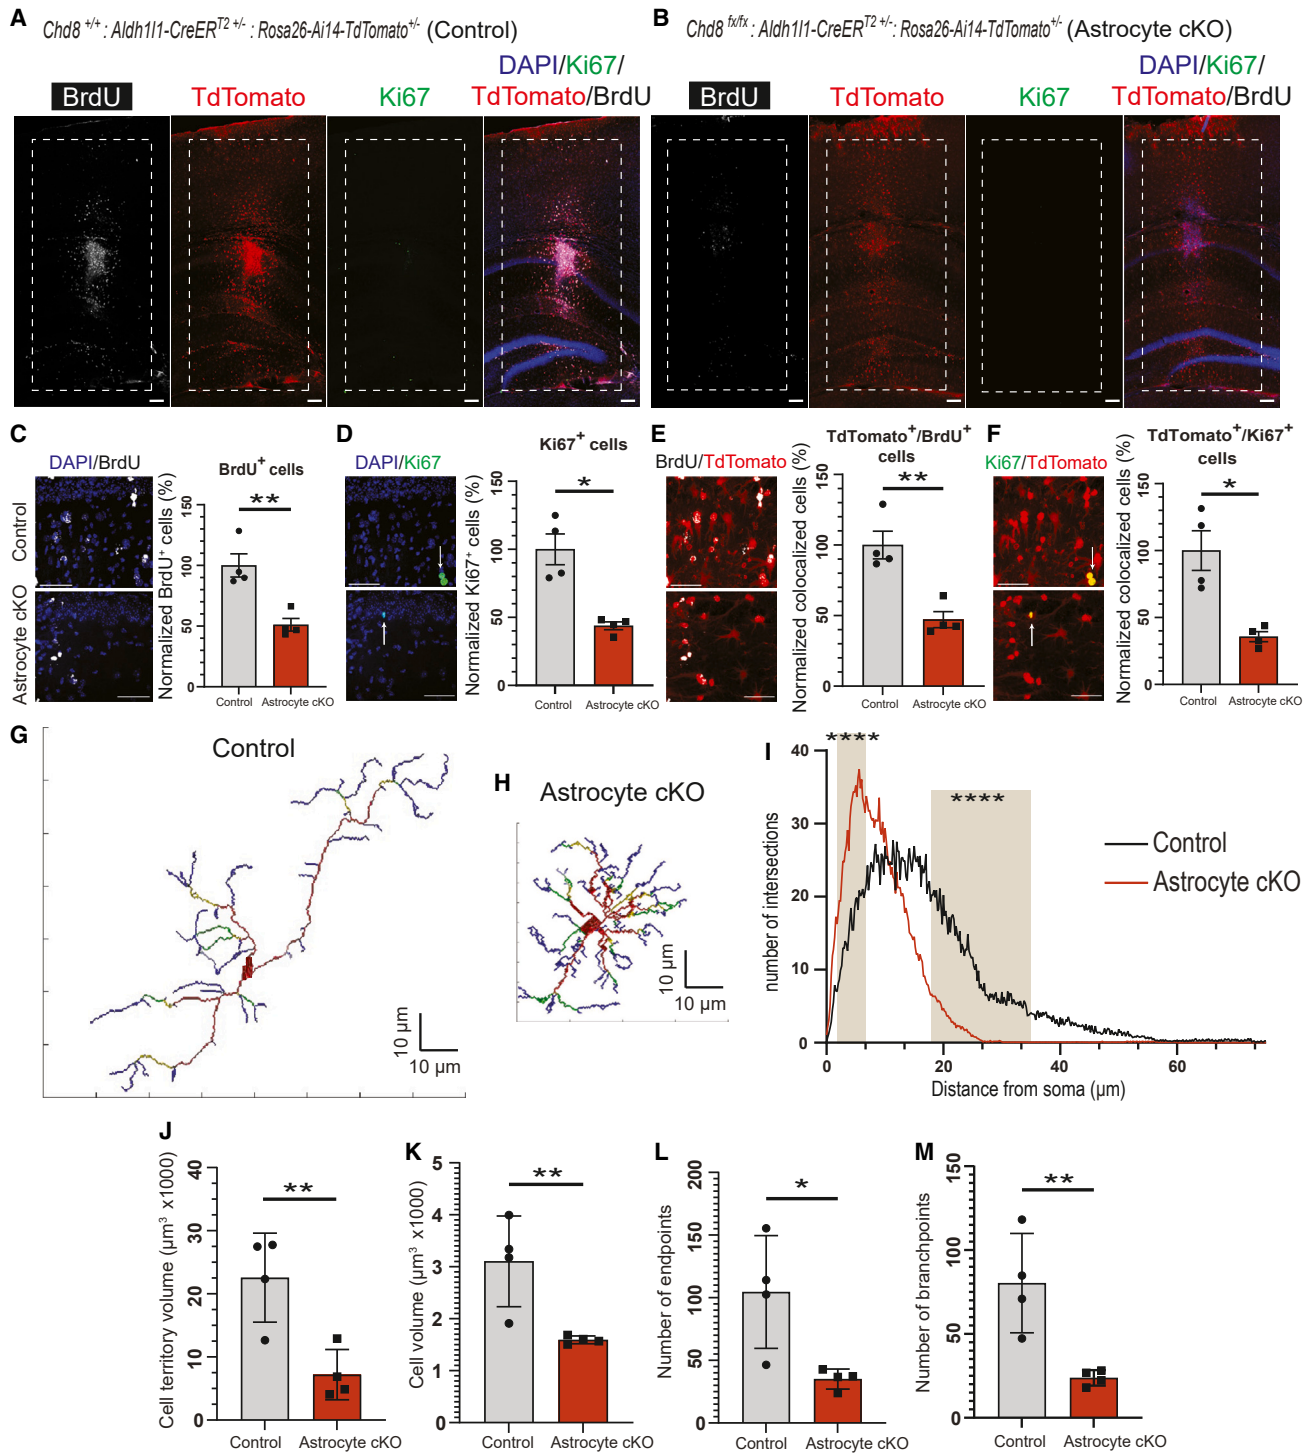 A
Chd8 +/+ : Aldh1l1-CreERT2 +/- : Rosa26-Ai14-TdTomato+/- (Control)
BrdU
TdTomato
Ki67
DAPI/Ki67/
TdTomato/BrdU
B
Chd8 fx/fx : Aldh1l1-CreERT2 +/- : Rosa26-Ai14-TdTomato+/- (Astrocyte cKO)
BrdU
TdTomato
Ki67
DAPI/Ki67/
TdTomato/BrdU
C
DAPI/BrdU
Control
Astrocyte cKO
BrdU+ cells
Normalized BrdU+ cells (%)
150
100
50
0
**
Control
Astrocyte cKO
D
DAPI/Ki67
Ki67+ cells
Normalized Ki67+ cells (%)
150
100
50
0
*
Control
Astrocyte cKO
E
BrdU/TdTomato
TdTomato+/BrdU+
cells
Normalized colocalized cells (%)
150
100
50
0
**
Control
Astrocyte cKO
F
Ki67/TdTomato
TdTomato+/Ki67+
cells
Normalized colocalized cells (%)
150
100
50
0
*
Control
Astrocyte cKO
G
Control
10 µm
10 µm
H
Astrocyte cKO
10 µm
10 µm
I
number of intersections
40
30
20
10
0
****
****
Control
Astrocyte cKO
0
20
40
60
Distance from soma (µm)
J
Cell territory volume (µm³ x1000)
40
30
20
10
0
**
Control
Astrocyte cKO
K
Cell volume (µm³ x1000)
5
4
3
2
1
0
**
Control
Astrocyte cKO
L
Number of endpoints
200
150
100
50
0
*
Control
Astrocyte cKO
M
Number of branchpoints
150
100
50
0
**
Control
Astrocyte cKO